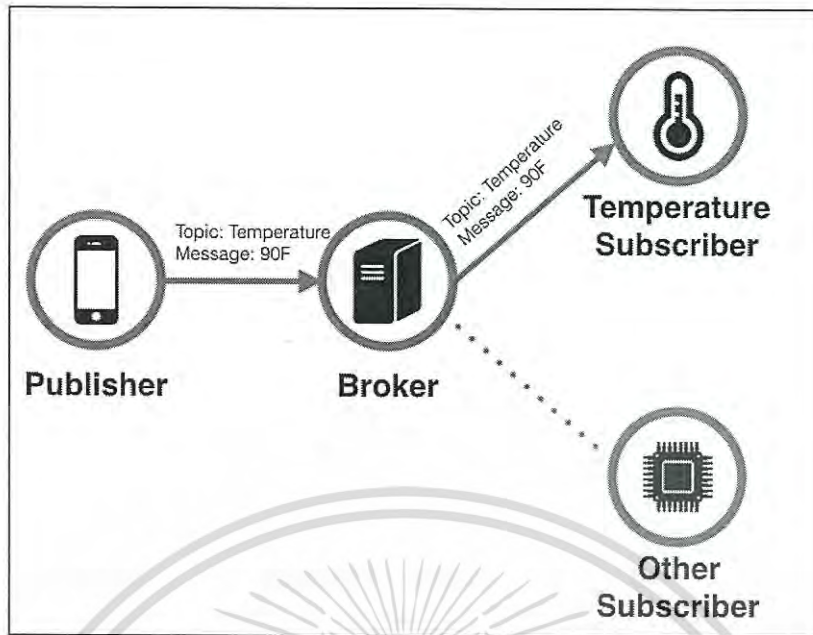 Topic: Temperature
Message: 90F
Topic: Temperature
Message: 90F
Temperature
Subscriber
Publisher
Broker
Other
Subscriber